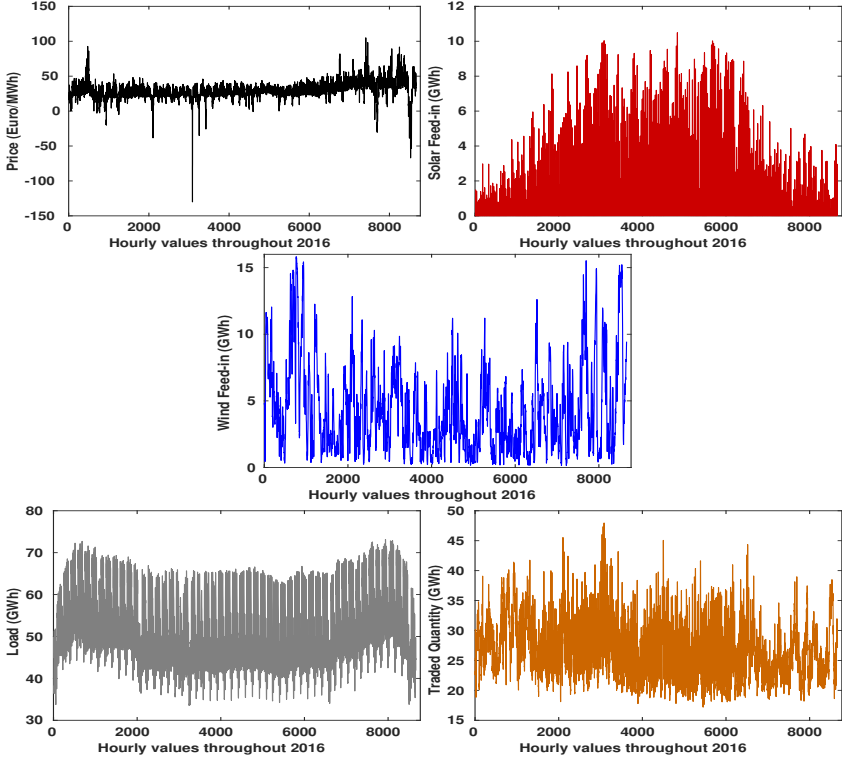 Price (Euro/MWh)
150
100
50
0
-50
-100
-150
0 2000 4000 6000 8000
Hourly values throughout 2016
Solar Feed-in (GWh)
12
10
8
6
4
2
0
0 2000 4000 6000 8000
Hourly values throughout 2016
Wind Feed-in (GWh)
15
10
5
0
0 2000 4000 6000 8000
Hourly values throughout 2016
Load (GWh)
80
70
60
50
40
30
0 2000 4000 6000 8000
Hourly values throughout 2016
Traded Quantity (GWh)
50
45
40
35
30
25
20
15
0 2000 4000 6000 8000
Hourly values throughout 2016